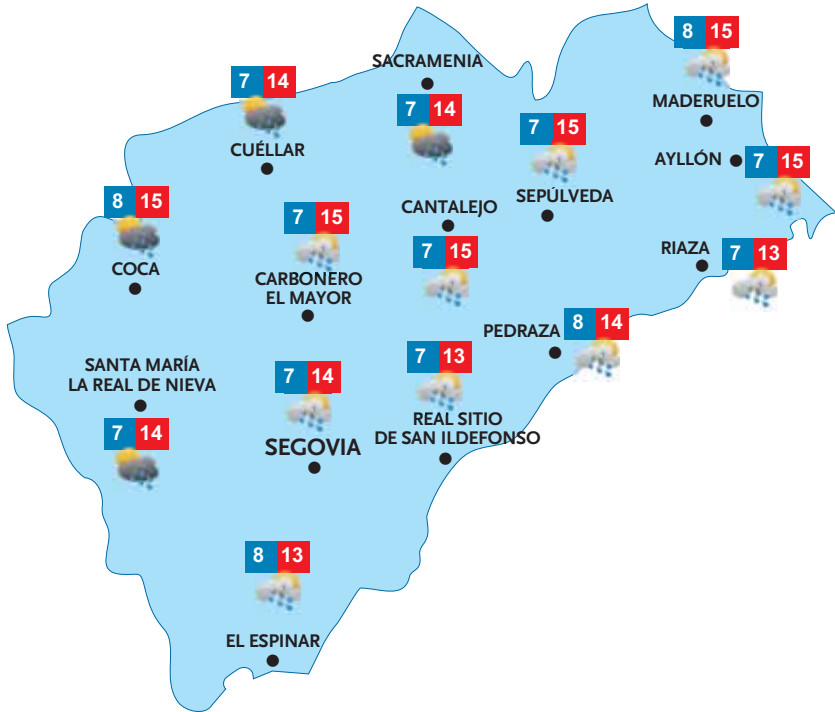 8 15
MADERUELO
SACRAMENIA
7 14
7 14
CUÉLLAR
7 15
SEPÚLVEDA
AYLLÓN
7 15
8 15
COCA
7 15
CARBONERO
EL MAYOR
CANTALEJO
7 15
RIAZA
7 13
PEDRAZA
8 14
SANTA MARÍA
LA REAL DE NIEVA
7 14
7 14
SEGOVIA
7 13
REAL SITIO
DE SAN ILDEFONSO
8 13
EL ESPINAR